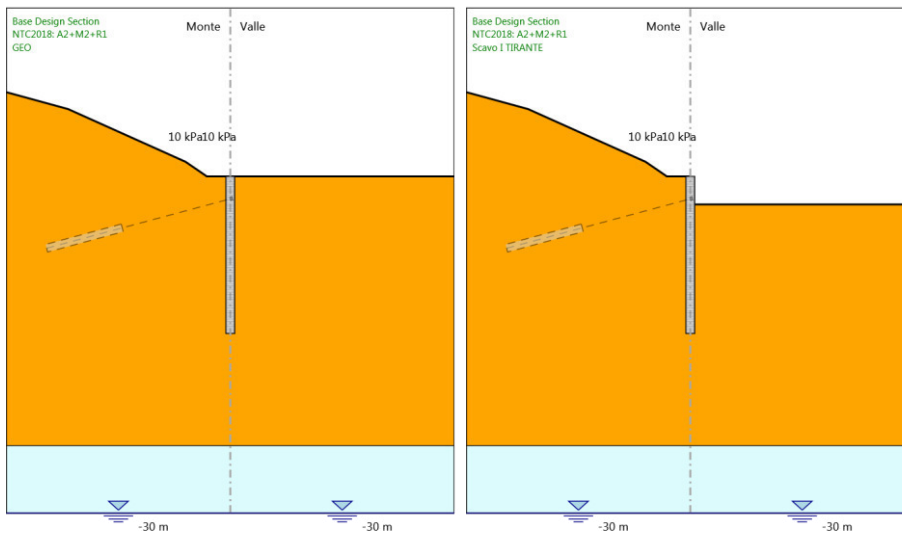 Base Design Section
NTC2018: A2+M2+R1
GEO
Monte Valle
10 kPa10 kPa
-30 m -30 m
Base Design Section
NTC2018: A2+M2+R1
Scavo I TIRANTE
Monte Valle
10 kPa10 kPa
-30 m -30 m